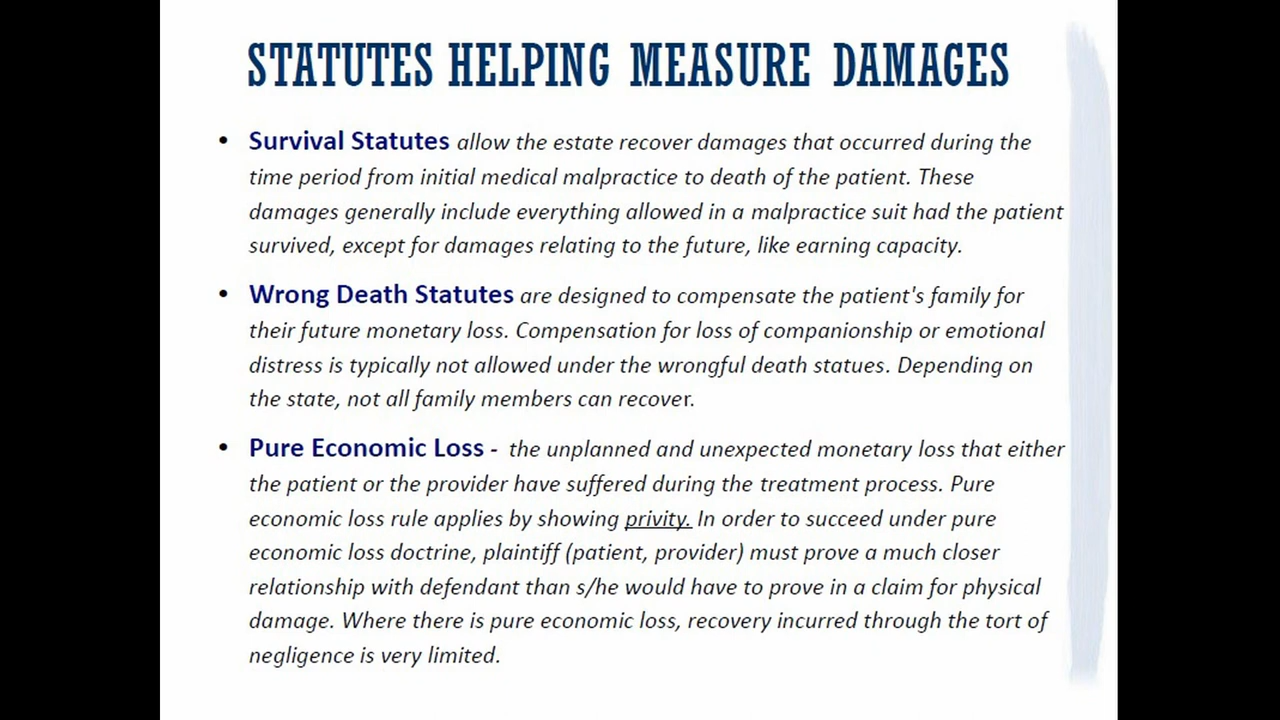 STATUTES HELPING MEASURE DAMAGES
• Survival Statutes allow the estate recover damages that occurred during the
time period from initial medical malpractice to death of the patient. These
damages generally include everything allowed in a malpractice suit had the patient
survived, except for damages relating to the future, like earning capacity.
• Wrong Death Statutes are designed to compensate the patient's family for
their future monetary loss. Compensation for loss of companionship or emotional
distress is typically not allowed under the wrongful death statues. Depending on
the state, not all family members can recover.
• Pure Economic Loss - the unplanned and unexpected monetary loss that either
the patient or the provider have suffered during the treatment process. Pure
economic loss rule applies by showing privity. In order to succeed under pure
economic loss doctrine, plaintiff (patient, provider) must prove a much closer
relationship with defendant than s/he would have to prove in a claim for physical
damage. Where there is pure economic loss, recovery incurred through the tort of
negligence is very limited.